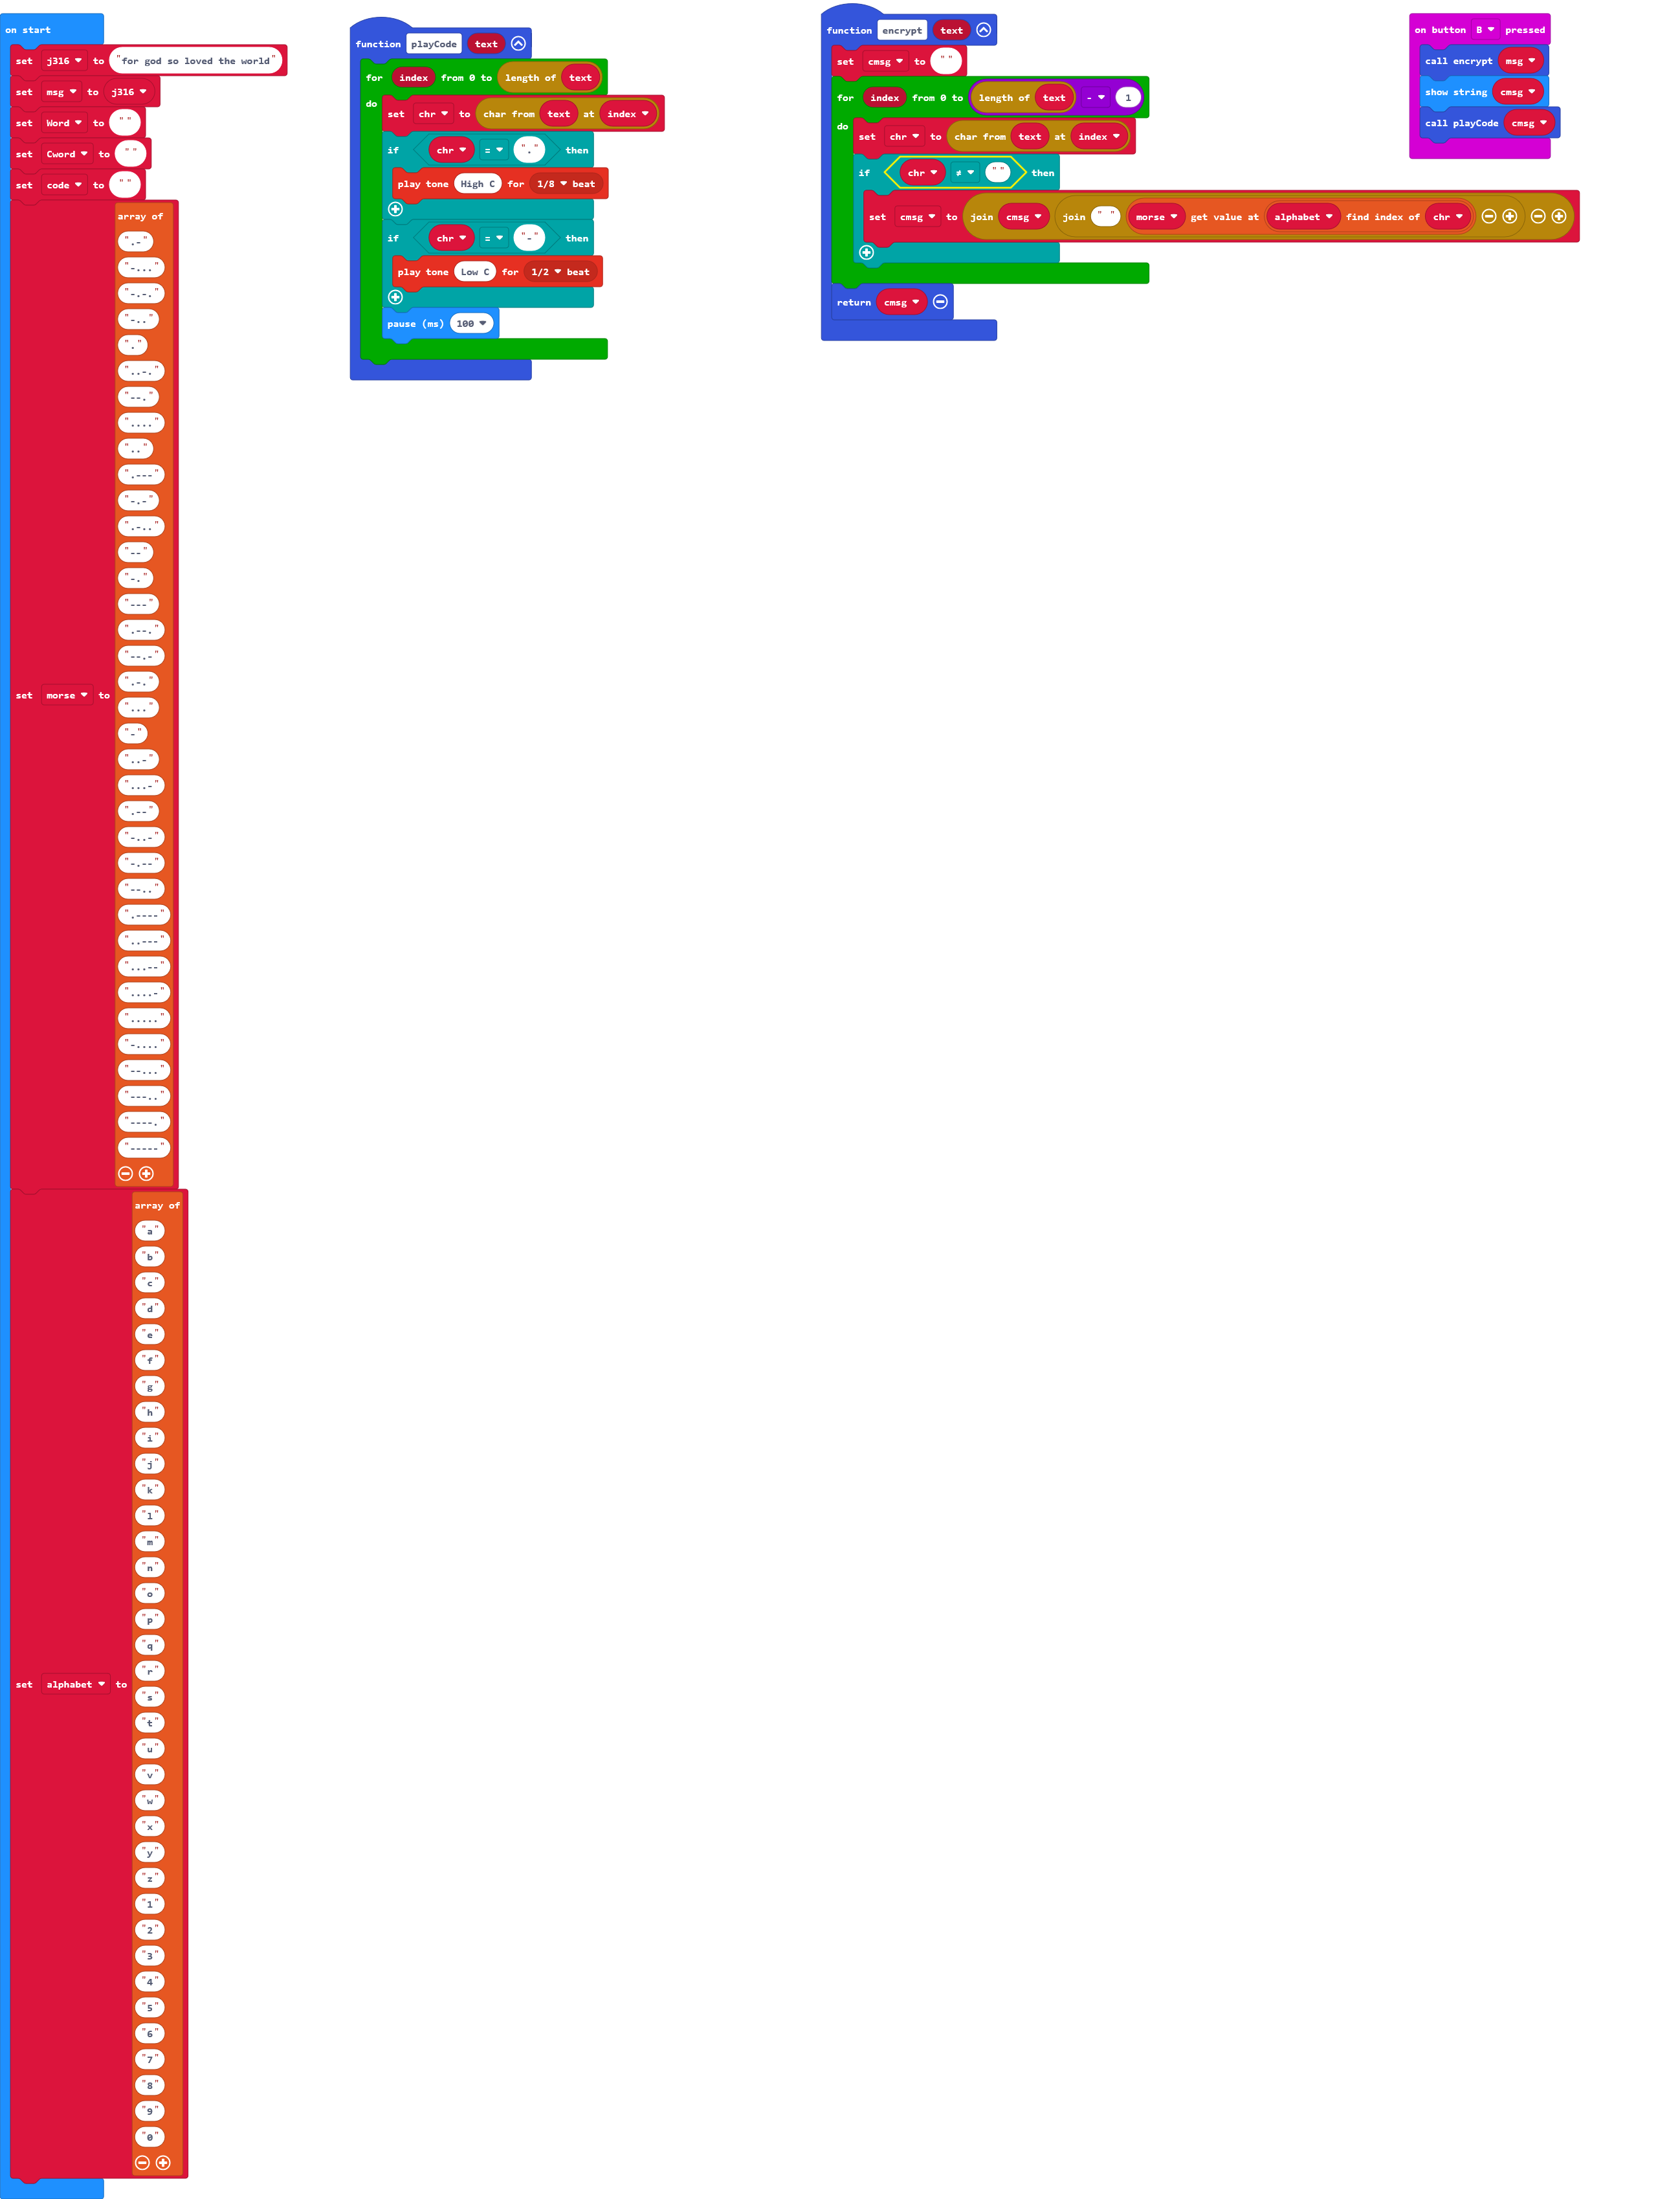 on start
set j316 to "for god so loved the world"
set msg to j316
set Word to ""
set Cword to ""
set code to ""
set morse to
array of
".-"
"-..."
"-.-."
"-.."
"."
"..-."
"--."
"...."
".."
".---"
"-.-"
".-.."
"--"
"-."
"---"
".--."
"--.-"
".-."
"..."
"-"
"..-"
"...-"
".--"
"-..-"
"-.--"
"--.."
".----"
"..---"
"...--"
"....-"
"....."
"-...."
"--..."
"---.."
"----."
"-----"
set alphabet to
array of
"a"
"b"
"c"
"d"
"e"
"f"
"g"
"h"
"i"
"j"
"k"
"l"
"m"
"n"
"o"
"p"
"q"
"r"
"s"
"t"
"u"
"v"
"w"
"x"
"y"
"z"
"1"
"2"
"3"
"4"
"5"
"6"
"7"
"8"
"9"
"0"
function playCode text
for index from 0 to length of text
do
set chr to char from text at index
if chr = "." then
play tone High C for 1/8 beat
if chr = "-" then
play tone Low C for 1/2 beat
pause (ms) 100
function encrypt text
set cmsg to ""
for index from 0 to length of text - 1
do
set chr to char from text at index
if chr ≠ "" then
set cmsg to join cmsg join " " morse get value at alphabet find index of chr
return cmsg
on button B pressed
call encrypt msg
show string cmsg
call playCode cmsg